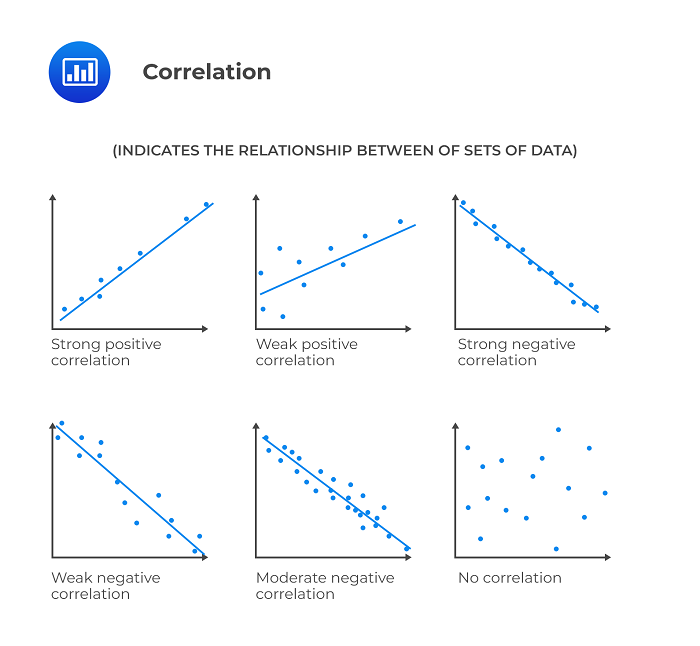 Correlation
(INDICATES THE RELATIONSHIP BETWEEN OF SETS OF DATA)
Strong positive
correlation
Weak positive
correlation
Strong negative
correlation
Weak negative
correlation
Moderate negative
correlation
No correlation